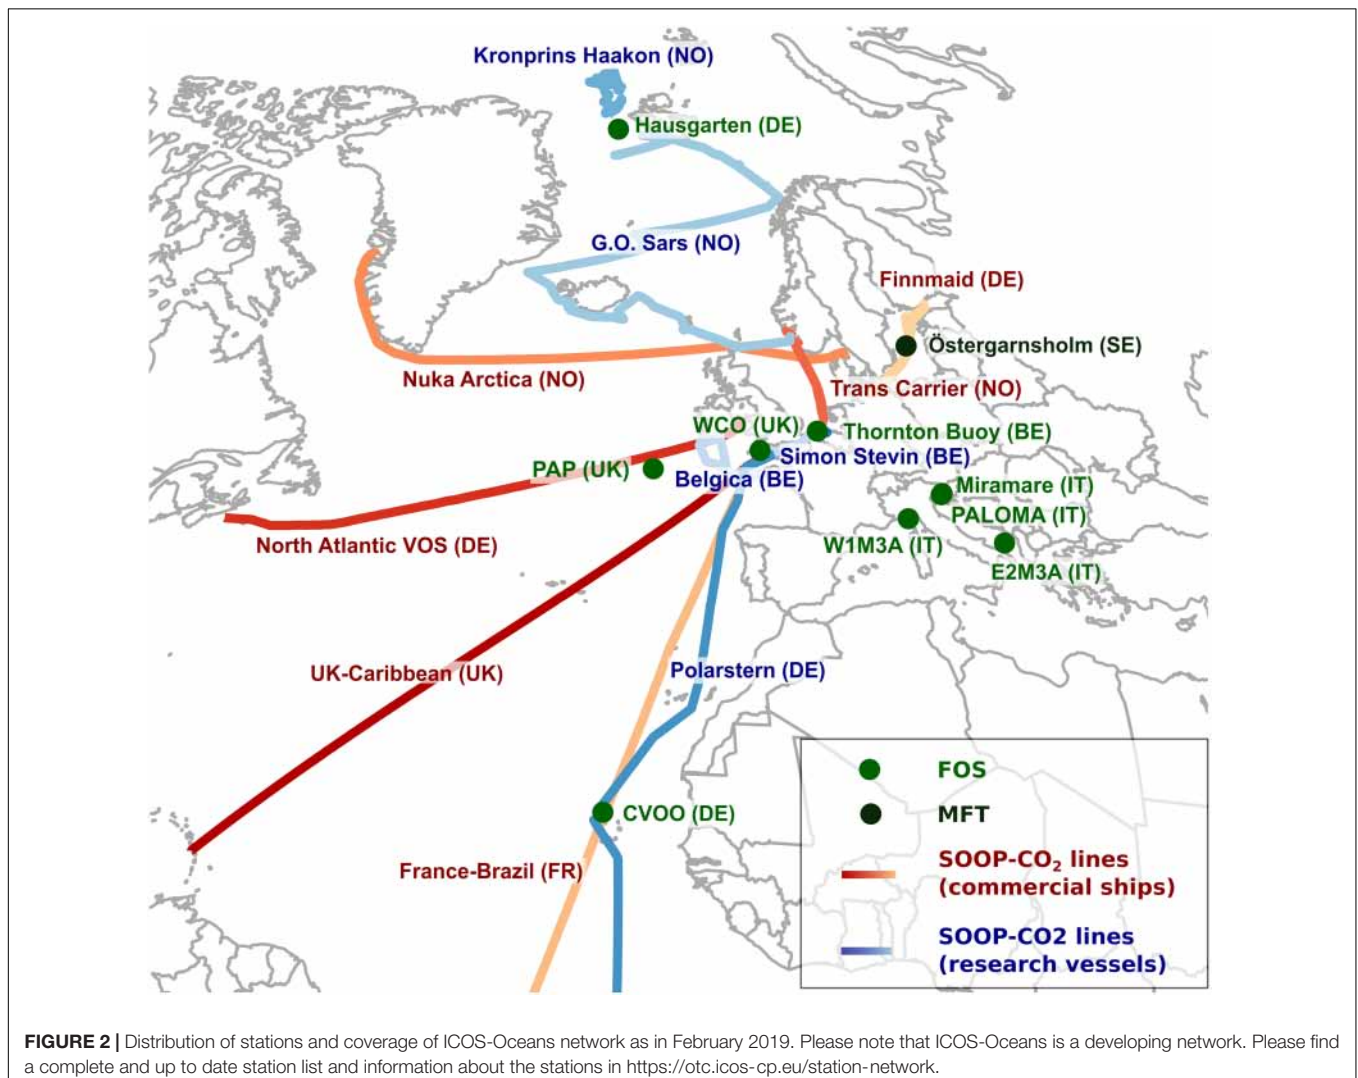 Kronprins Haakon (NO)
Hausgarten (DE)
G.O. Sars (NO)
Finnmaid (DE)
Östergarnsholm (SE)
Nuka Arctica (NO)
Trans Carrier (NO)
WCO (UK)
Thornton Buoy (BE)
Simon Stevin (BE)
PAP (UK)
Belgica (BE)
Miramare (IT)
PALOMA (IT)
North Atlantic VOS (DE)
W1M3A (IT)
E2M3A (IT)
UK-Caribbean (UK)
Polarstern (DE)
CVOO (DE)
France-Brazil (FR)
FOS
MFT
SOOP-CO₂ lines
(commercial ships)
SOOP-CO2 lines
(research vessels)
FIGURE 2 | Distribution of stations and coverage of ICOS-Oceans network as in February 2019. Please note that ICOS-Oceans is a developing network. Please find
a complete and up to date station list and information about the stations in https://otc.icos-cp.eu/station-network.